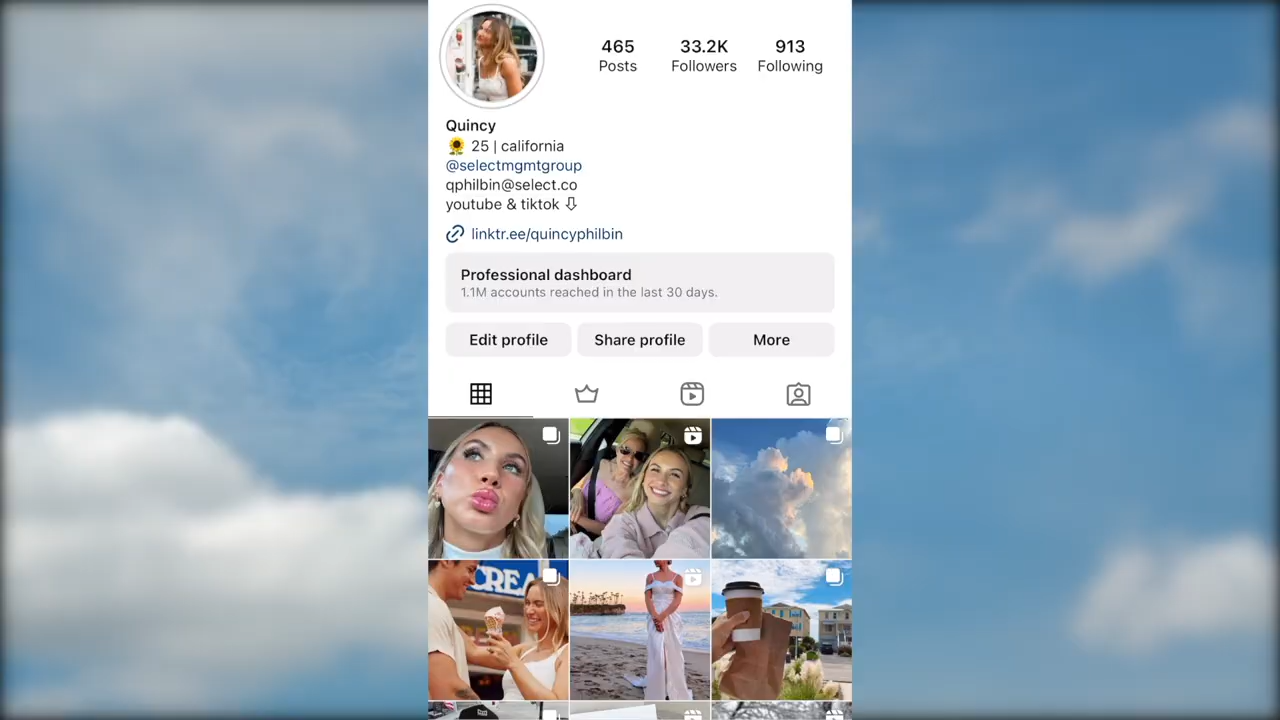 465 33.2K 913
Posts Followers Following
Quincy
🌻 25 | california
@selectmgmtgroup
qphilbin@select.co
youtube & tiktok ⇩
linktr.ee/quincyphilbin
Professional dashboard
1.1M accounts reached in the last 30 days.
Edit profile Share profile More
CREA